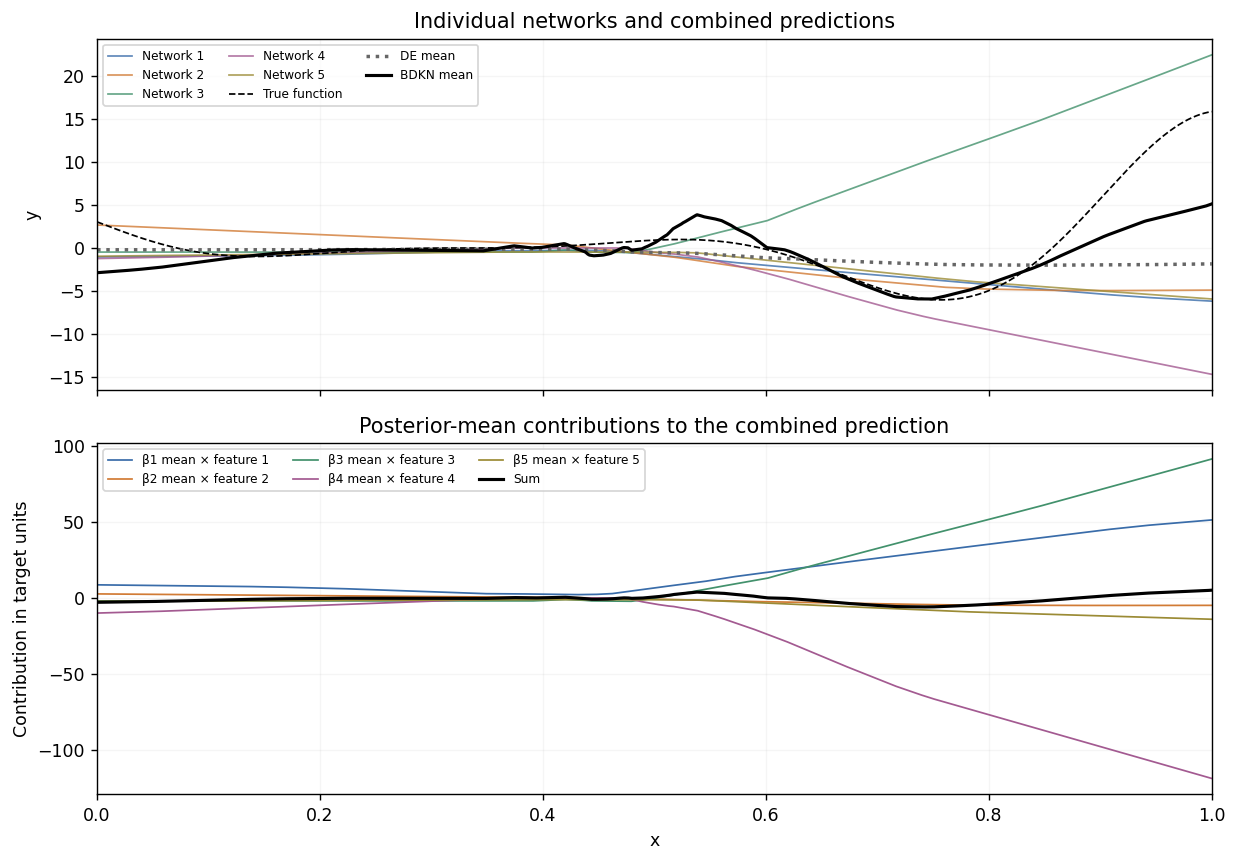 Individual networks and combined predictions
Network 1
Network 2
Network 3
Network 4
Network 5
True function
DE mean
BDKN mean
y
20
15
10
5
0
−5
−10
−15
Posterior-mean contributions to the combined prediction
β1 mean × feature 1
β2 mean × feature 2
β3 mean × feature 3
β4 mean × feature 4
β5 mean × feature 5
Sum
Contribution in target units
100
50
0
−50
−100
0.0
0.2
0.4
0.6
0.8
1.0
x